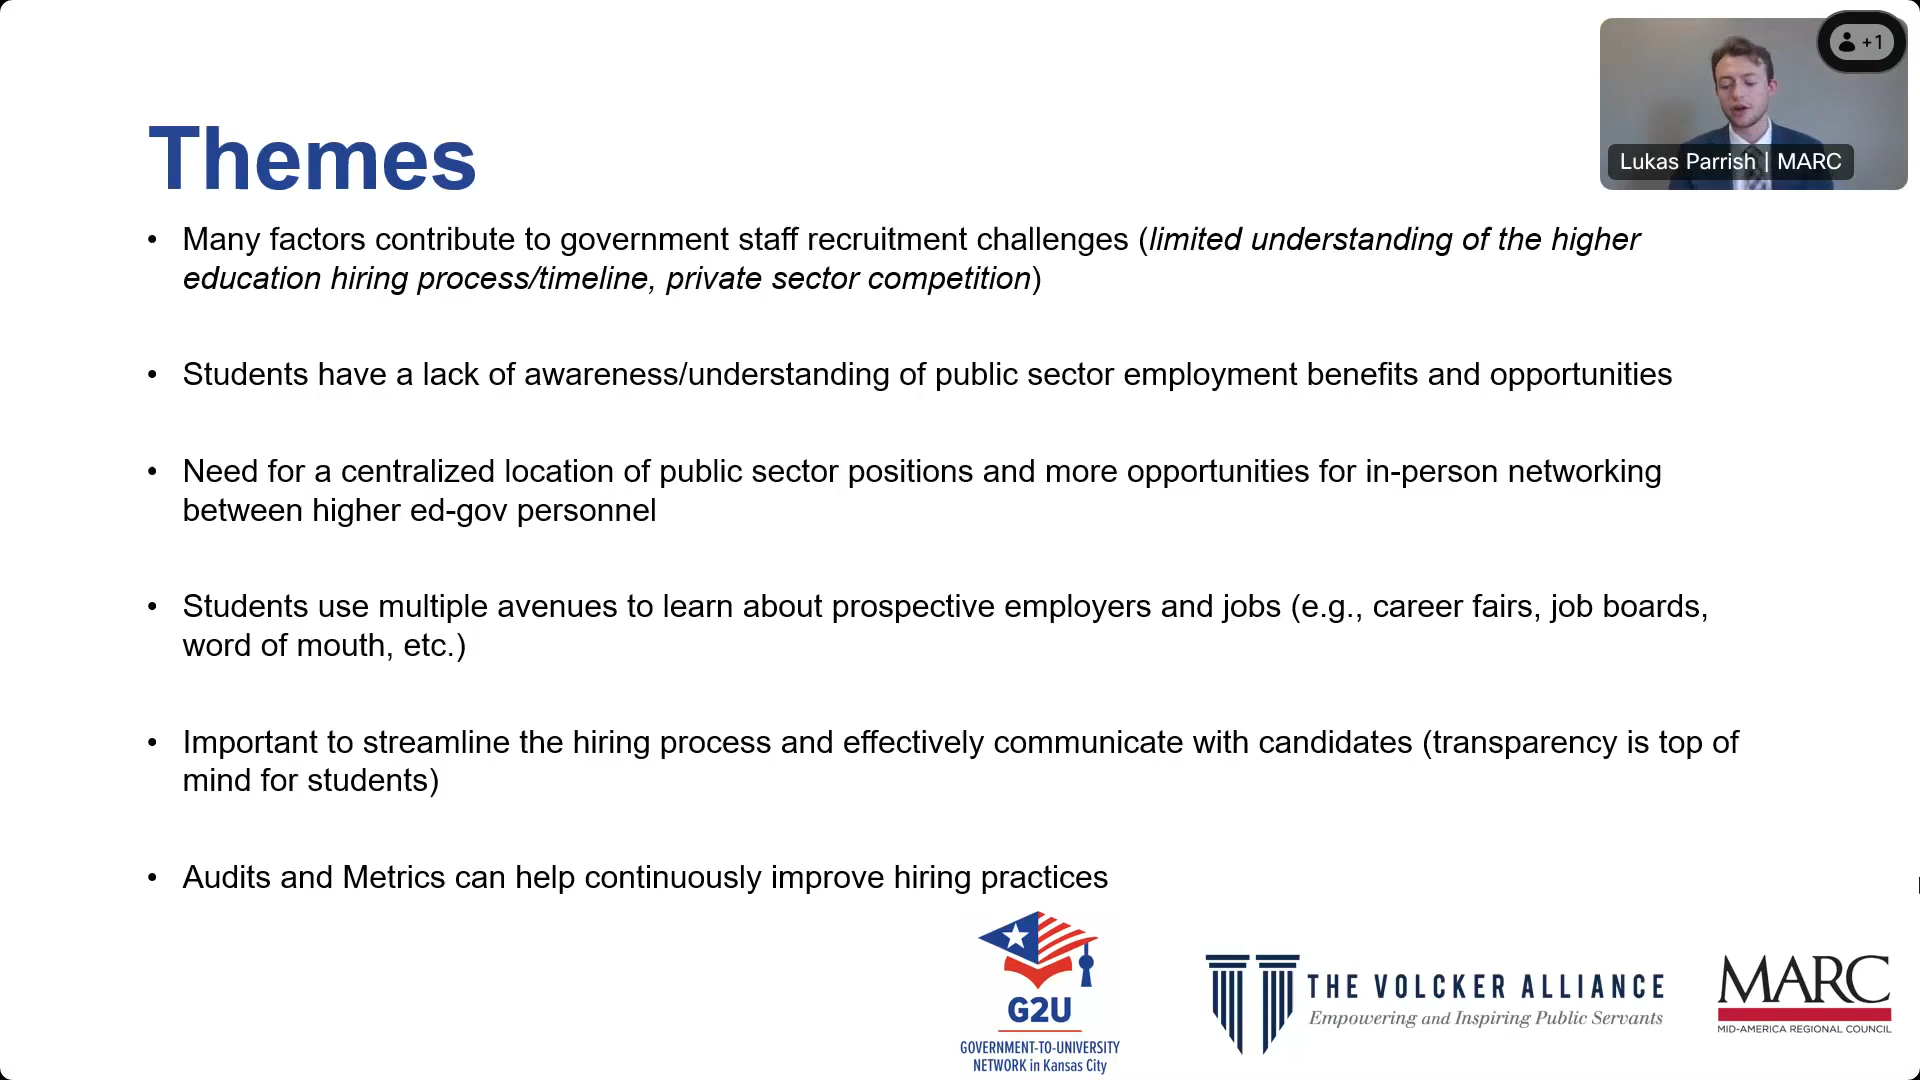 +1
Lukas Parrish | MARC
Themes
• Many factors contribute to government staff recruitment challenges (limited understanding of the higher
education hiring process/timeline, private sector competition)
• Students have a lack of awareness/understanding of public sector employment benefits and opportunities
• Need for a centralized location of public sector positions and more opportunities for in-person networking
between higher ed-gov personnel
• Students use multiple avenues to learn about prospective employers and jobs (e.g., career fairs, job boards,
word of mouth, etc.)
• Important to streamline the hiring process and effectively communicate with candidates (transparency is top of
mind for students)
• Audits and Metrics can help continuously improve hiring practices
G2U
GOVERNMENT-TO-UNIVERSITY
NETWORK in Kansas City
THE VOLCKER ALLIANCE
Empowering and Inspiring Public Servants
MARC
MID-AMERICA REGIONAL COUNCIL